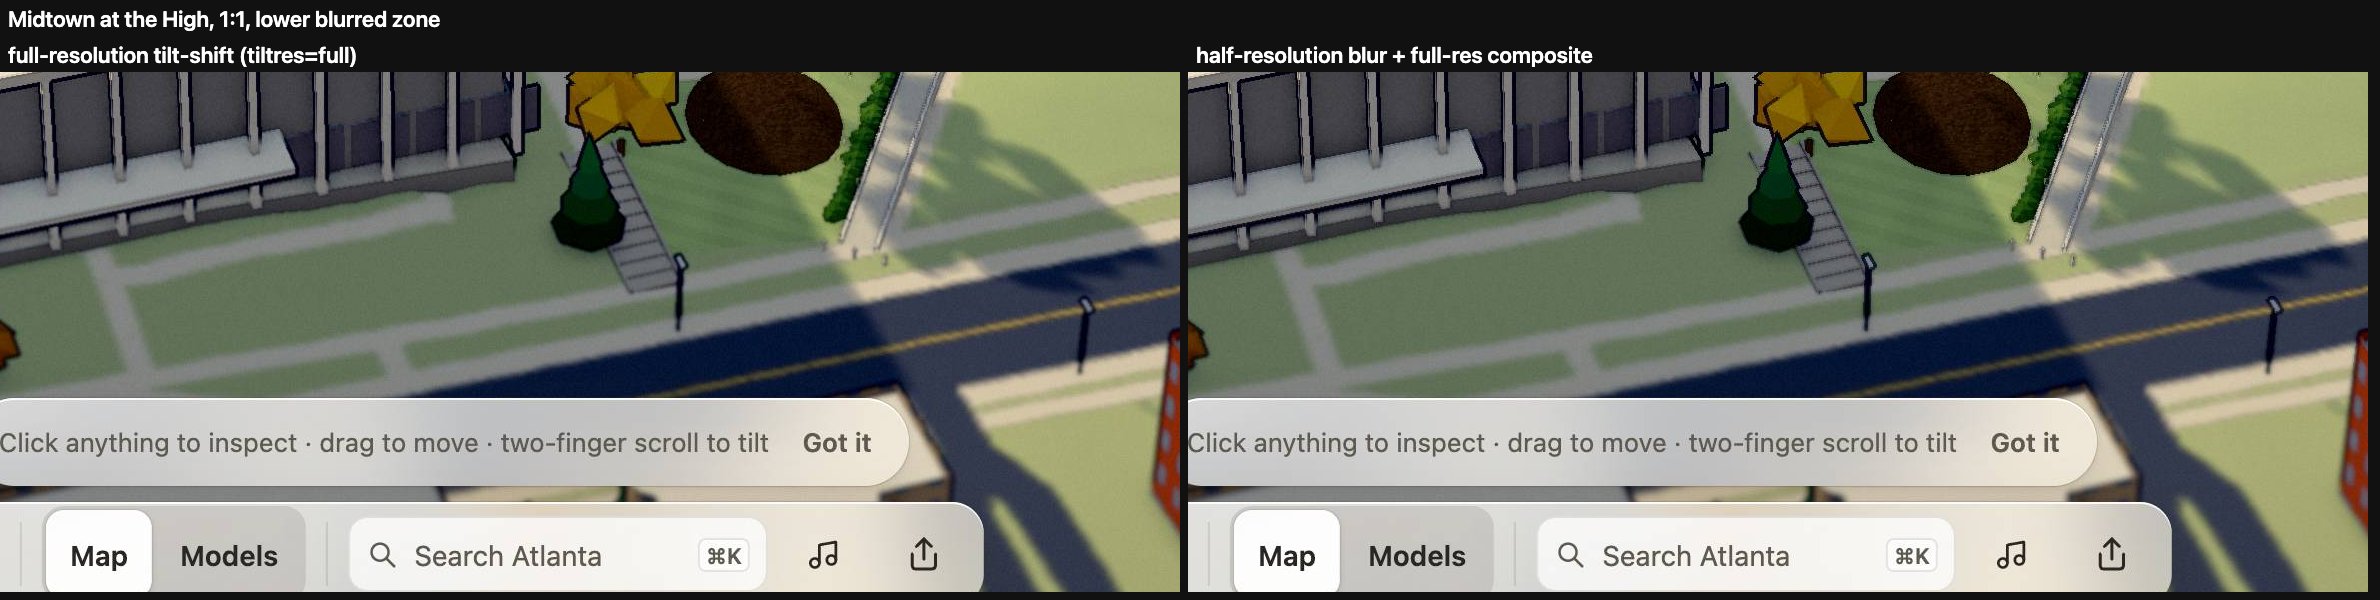 Midtown at the High, 1:1, lower blurred zone
full-resolution tilt-shift (tiltres=full)
half-resolution blur + full-res composite
Click anything to inspect · drag to move · two-finger scroll to tilt Got it
Click anything to inspect · drag to move · two-finger scroll to tilt Got it
Map Models Search Atlanta ⌘K
Map Models Search Atlanta ⌘K